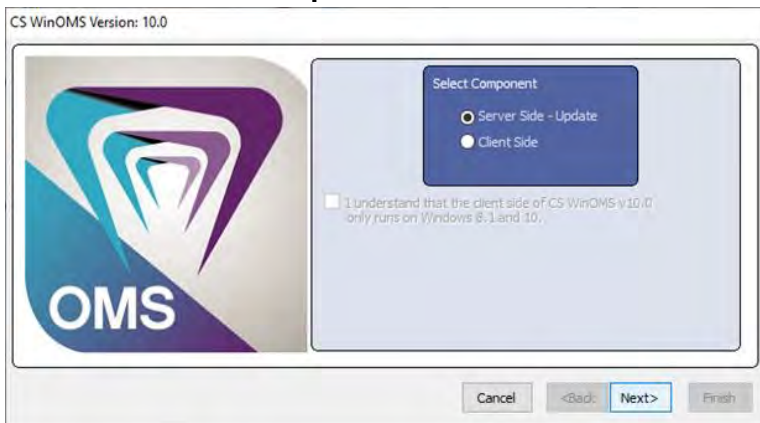 CS WinOMS Version: 10.0
Select Component
Server Side - Update
Client Side
I understand that the client side of CS WinOMS v10.0
only runs on Windows 8.1 and 10.
OMS
Cancel
<Back
Next>
Finish